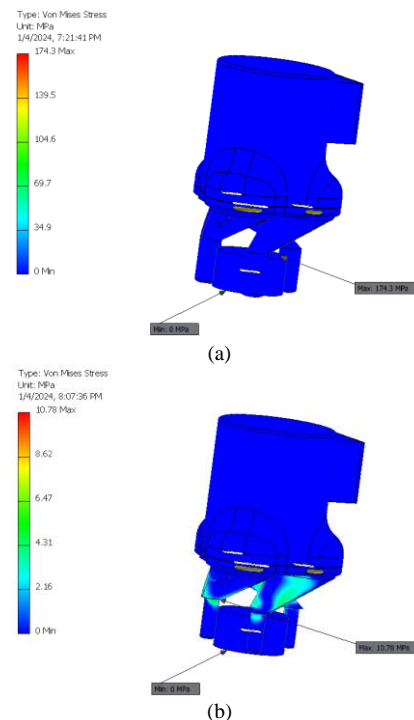 Type: Von Mises Stress
Unit: MPa
1/4/2024, 7:21:41 PM
174.3 Max
139.5
104.6
69.7
34.9
0 Min
Max: 174.3 MPa
Min: 0 MPa
(a)
Type: Von Mises Stress
Unit: MPa
1/4/2024, 8:07:36 PM
10.78 Max
8.62
6.47
4.31
2.16
0 Min
Max: 10.78 MPa
Min: 0 MPa
(b)